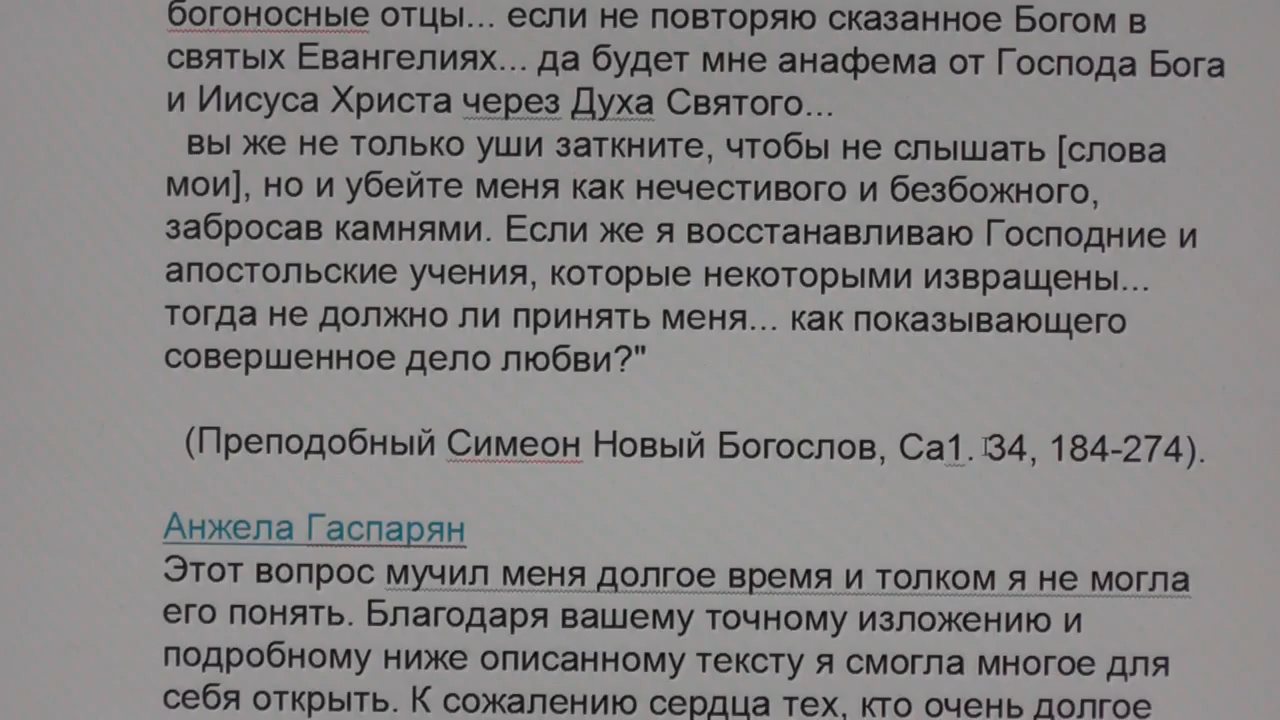 богоносные отцы... если не повторяю сказанное Богом в
святых Евангелиях... да будет мне анафема от Господа Бога
и Иисуса Христа через Духа Святого...
вы же не только уши заткните, чтобы не слышать [слова
мои], но и убейте меня как нечестивого и безбожного,
забросав камнями. Если же я восстанавливаю Господние и
апостольские учения, которые некоторыми извращены...
тогда не должно ли принять меня... как показывающего
совершенное дело любви?"
(Преподобный Симеон Новый Богослов, Са1. 34, 184-274).
Анжела Гаспарян
Этот вопрос мучил меня долгое время и толком я не могла
его понять. Благодаря вашему точному изложению и
подробному ниже описанному тексту я смогла многое для
себя открыть. К сожалению сердца тех, кто очень долгое